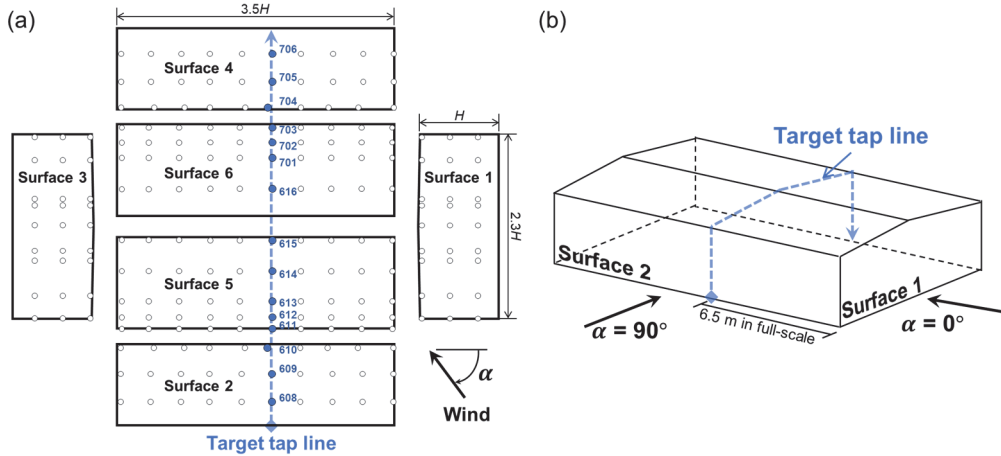 (a)
3.5H
706
Surface 4
705
704
H
703
702
701
Surface 3
Surface 6
Surface 1
616
2.3H
615
614
Surface 5
613
612
611
610
609
Surface 2
α
608
Wind
Target tap line
(b)
Target tap line
Surface 2
Surface 1
α = 90°
6.5 m in full-scale
α = 0°